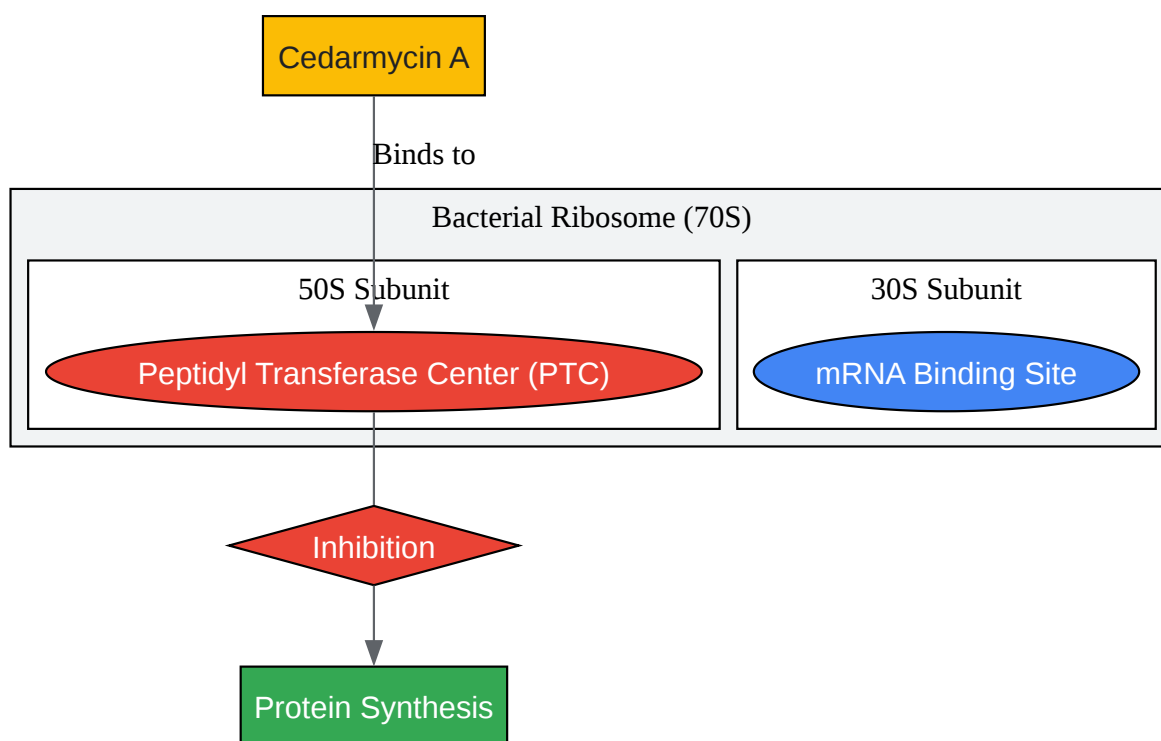 Cedarmycin A
Binds to
Bacterial Ribosome (70S)
50S Subunit
30S Subunit
Peptidyl Transferase Center (PTC)
mRNA Binding Site
Inhibition
Protein Synthesis